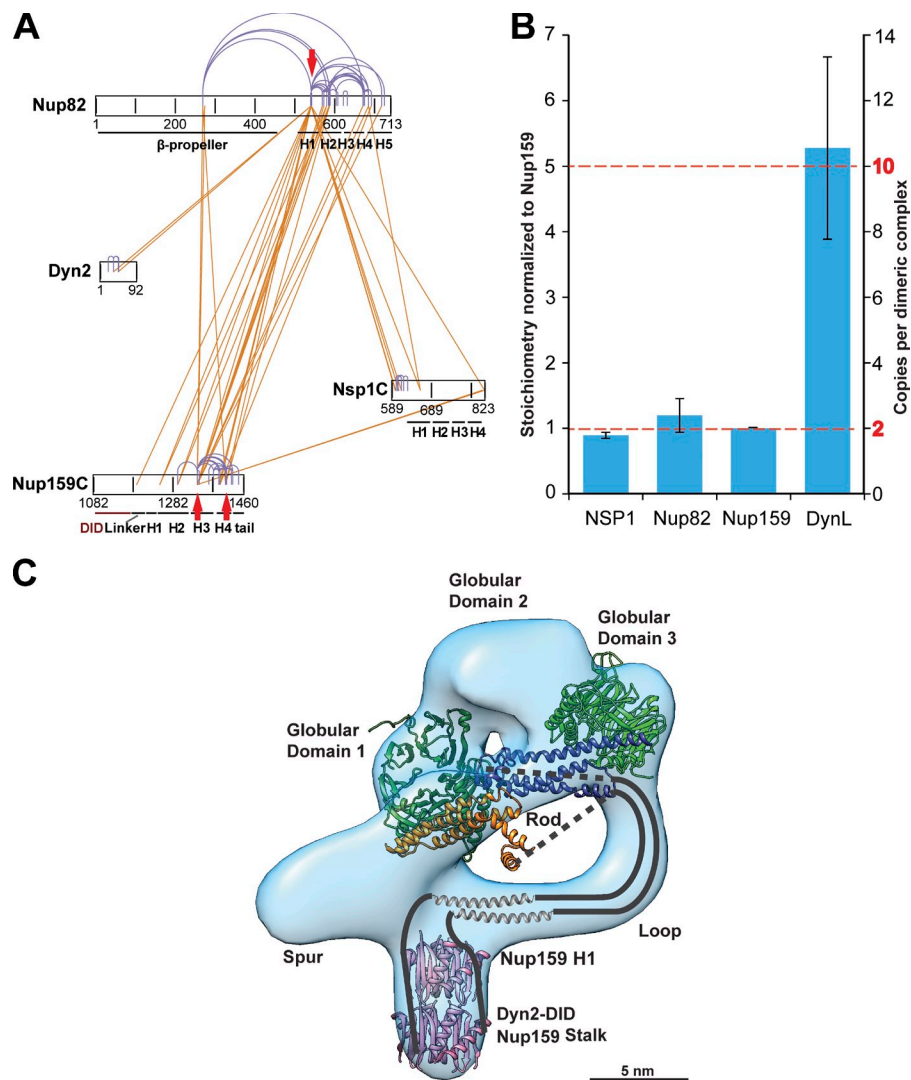 A
Nup82
1
200
400
600
713
β-propeller
H1
H2
H3
H4
H5
Dyn2
1
92
Nsp1C
589
689
823
H1
H2
H3
H4
Nup159C
1082
1282
1460
DID
Linker
H1
H2
H3
H4
tail
B
Stoichiometry normalized to Nup159
7
6
5
4
3
2
1
0
14
12
10
8
6
4
2
0
Copies per dimeric complex
NSP1
Nup82
Nup159
DynL
C
Globular
Domain 2
Globular
Domain 3
Globular
Domain 1
Rod
Loop
Spur
Nup159 H1
Dyn2-DID
Nup159 Stalk
5 nm